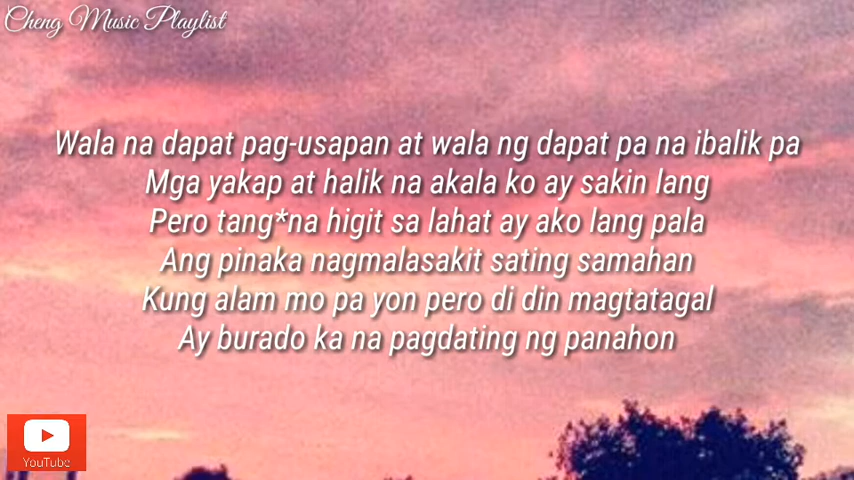 Cheng Music Playlist
Wala na dapat pag-usapan at wala ng dapat pa na ibalik pa
Mga yakap at halik na akala ko ay sakin lang
Pero tang*na higit sa lahat ay ako lang pala
Ang pinaka nagmalasakit sating samahan
Kung alam mo pa yon pero di din magtatagal
Ay burado ka na pagdating ng panahon
YouTube